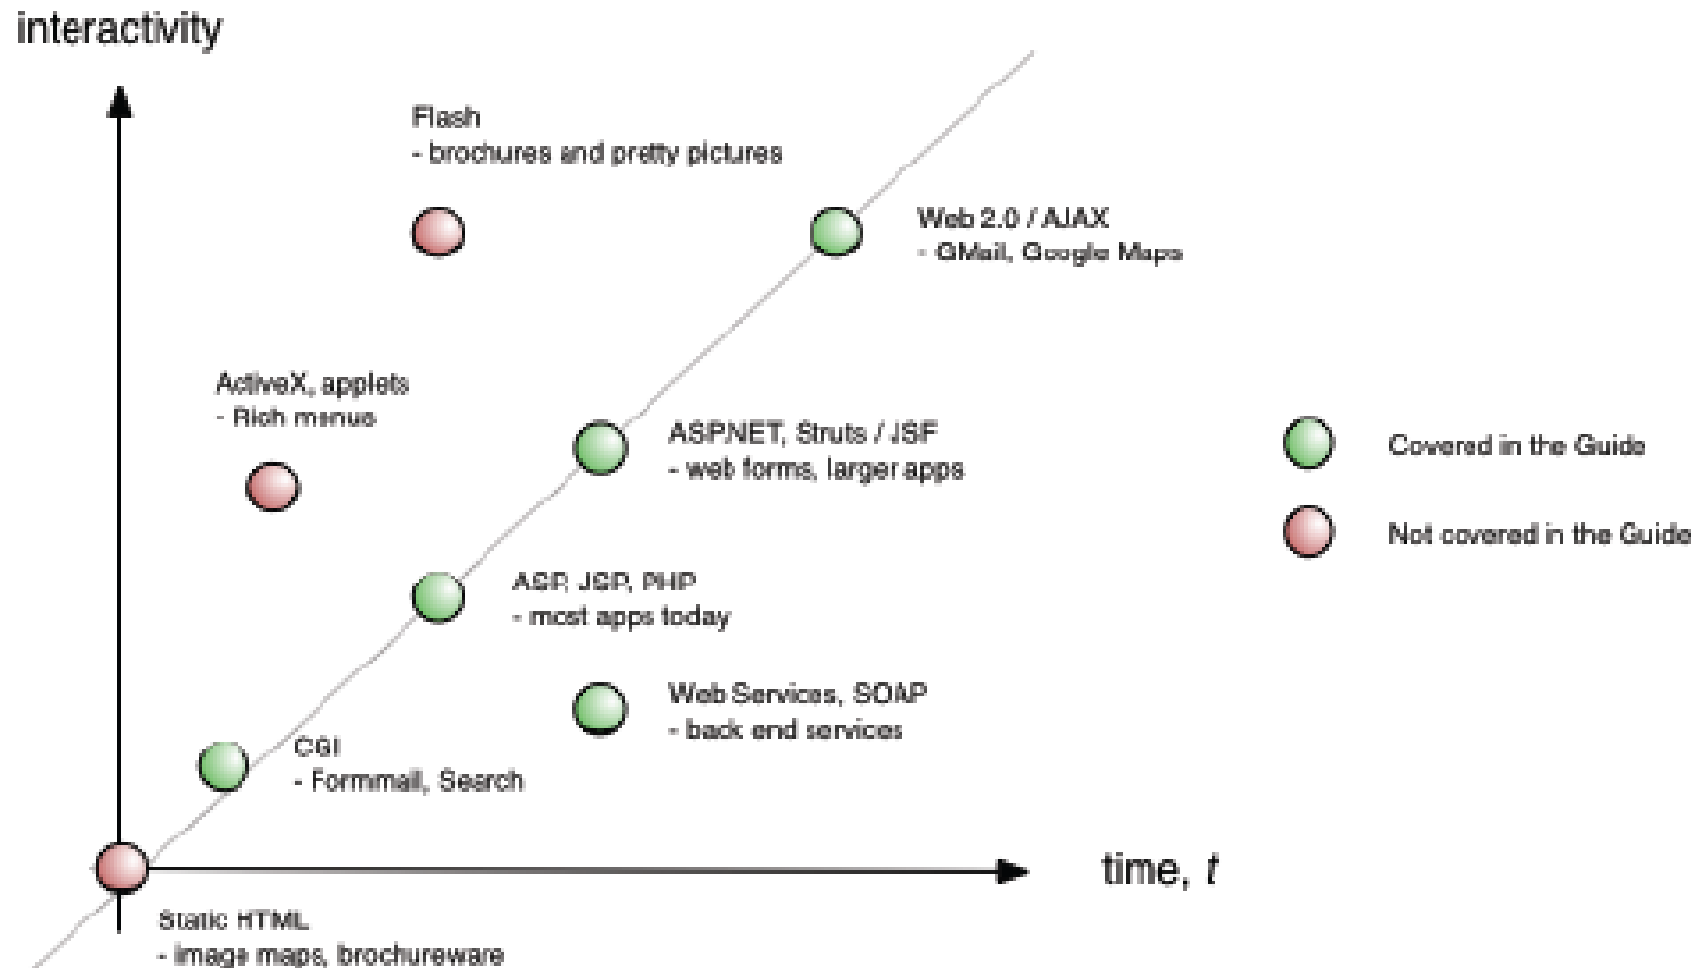 interactivity
Flash
- brochures and pretty pictures
Web 2.0 / AJAX
- GMail, Google Maps
ActiveX, applets
- Rich menus
ASP.NET, Struts / JSF
- web forms, larger apps
Covered in the Guide
Not covered in the Guide
ASP, JSP, PHP
- most apps today
Web Services, SOAP
- back end services
CGI
- Formmail, Search
time, t
Static HTML
- image maps, brochureware